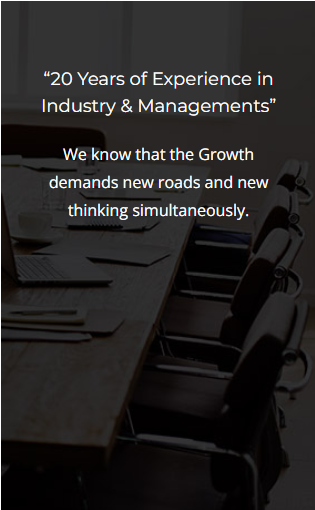 “20 Years of Experience in
Industry & Managements”
We know that the Growth
demands new roads and new
thinking simultaneously.